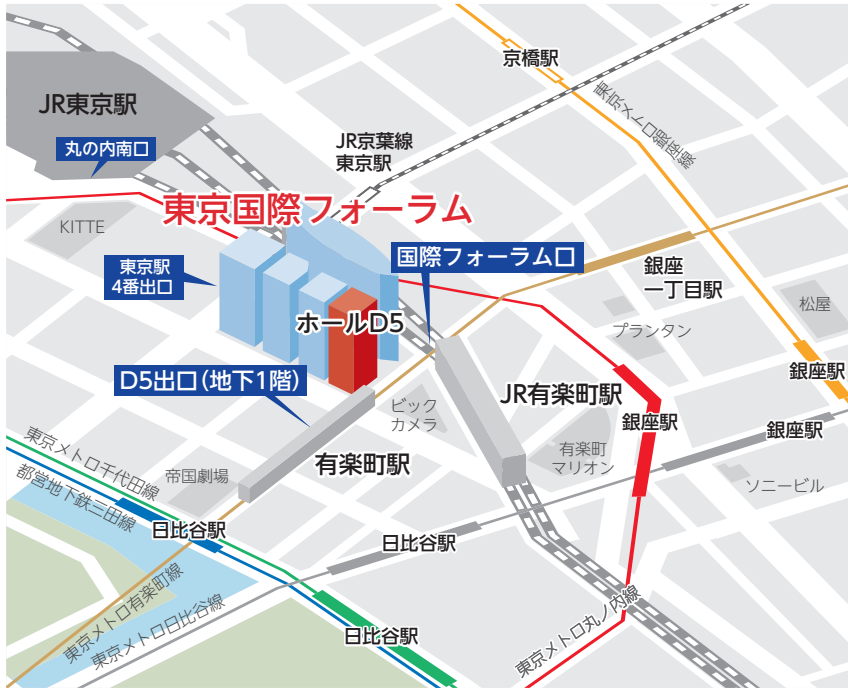 京橋駅
JR東京駅
東京メトロ銀座線
丸の内南口
JR京葉線
東京駅
東京国際フォーラム
KITTE
東京駅
4番出口
国際フォーラム口
銀座
一丁目駅
松屋
ホールD5
プランタン
D5出口(地下1階)
JR有楽町駅
銀座駅
ビック
カメラ
銀座駅
銀座駅
東京メトロ千代田線
有楽町駅
有楽町
マリオン
帝国劇場
都営地下鉄三田線
ソニービル
日比谷駅
日比谷駅
東京メトロ有楽町線
東京メトロ日比谷線
日比谷駅
東京メトロ丸ノ内線